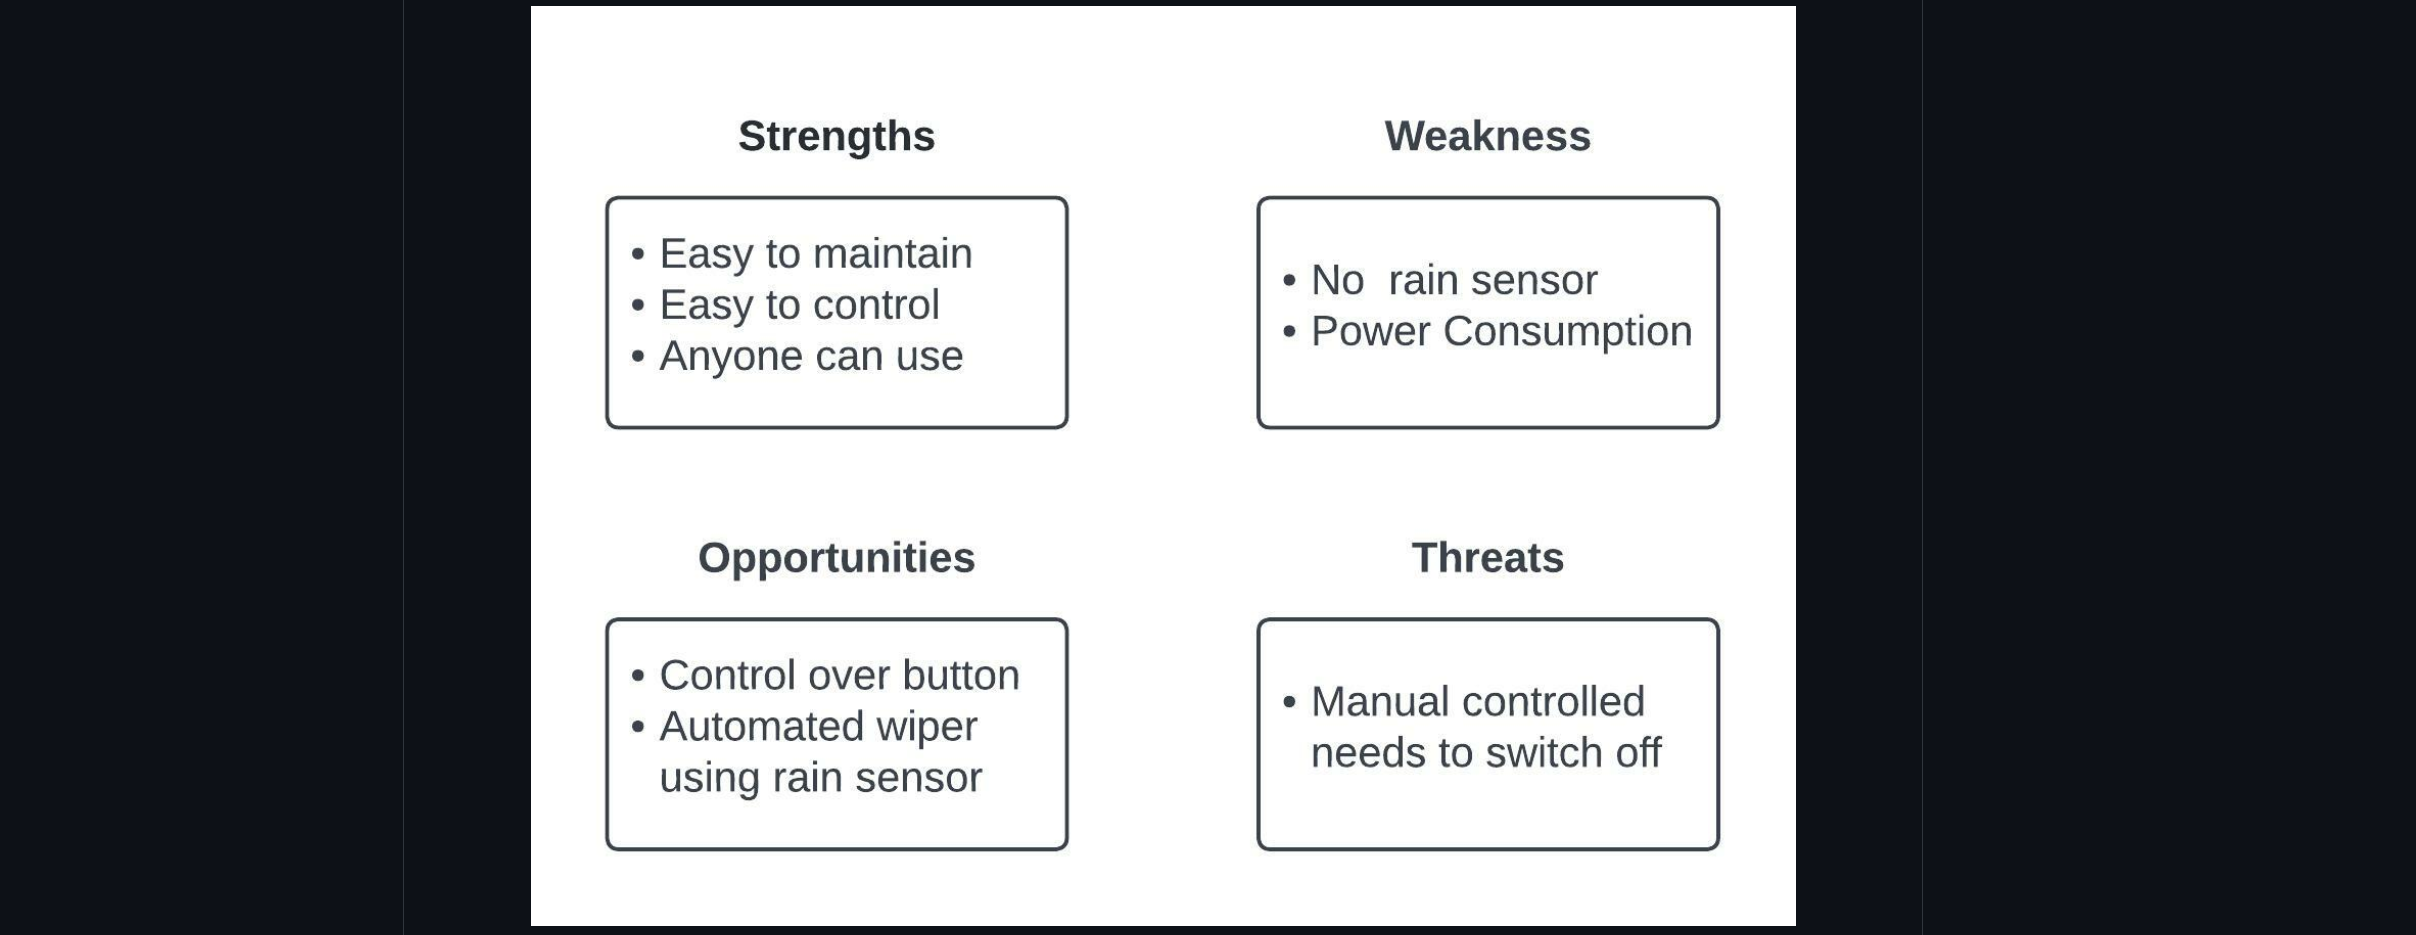 Strengths
• Easy to maintain
• Easy to control
• Anyone can use
Weakness
• No  rain sensor
• Power Consumption
Opportunities
• Control over button
• Automated wiper
using rain sensor
Threats
• Manual controlled
needs to switch off